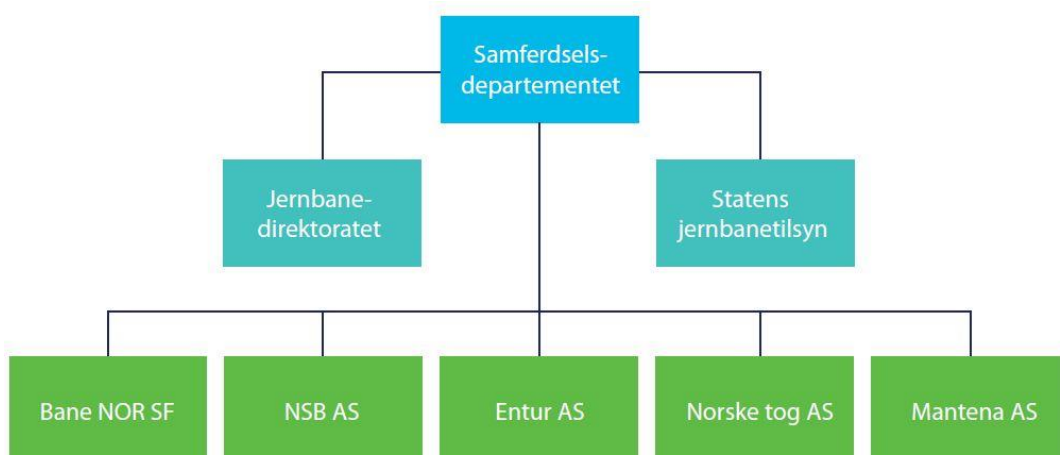 Samferdsels-
departementet
Jernbane-
direktoratet
Statens
jernbanetilsyn
Bane NOR SF
NSB AS
Entur AS
Norske tog AS
Mantena AS